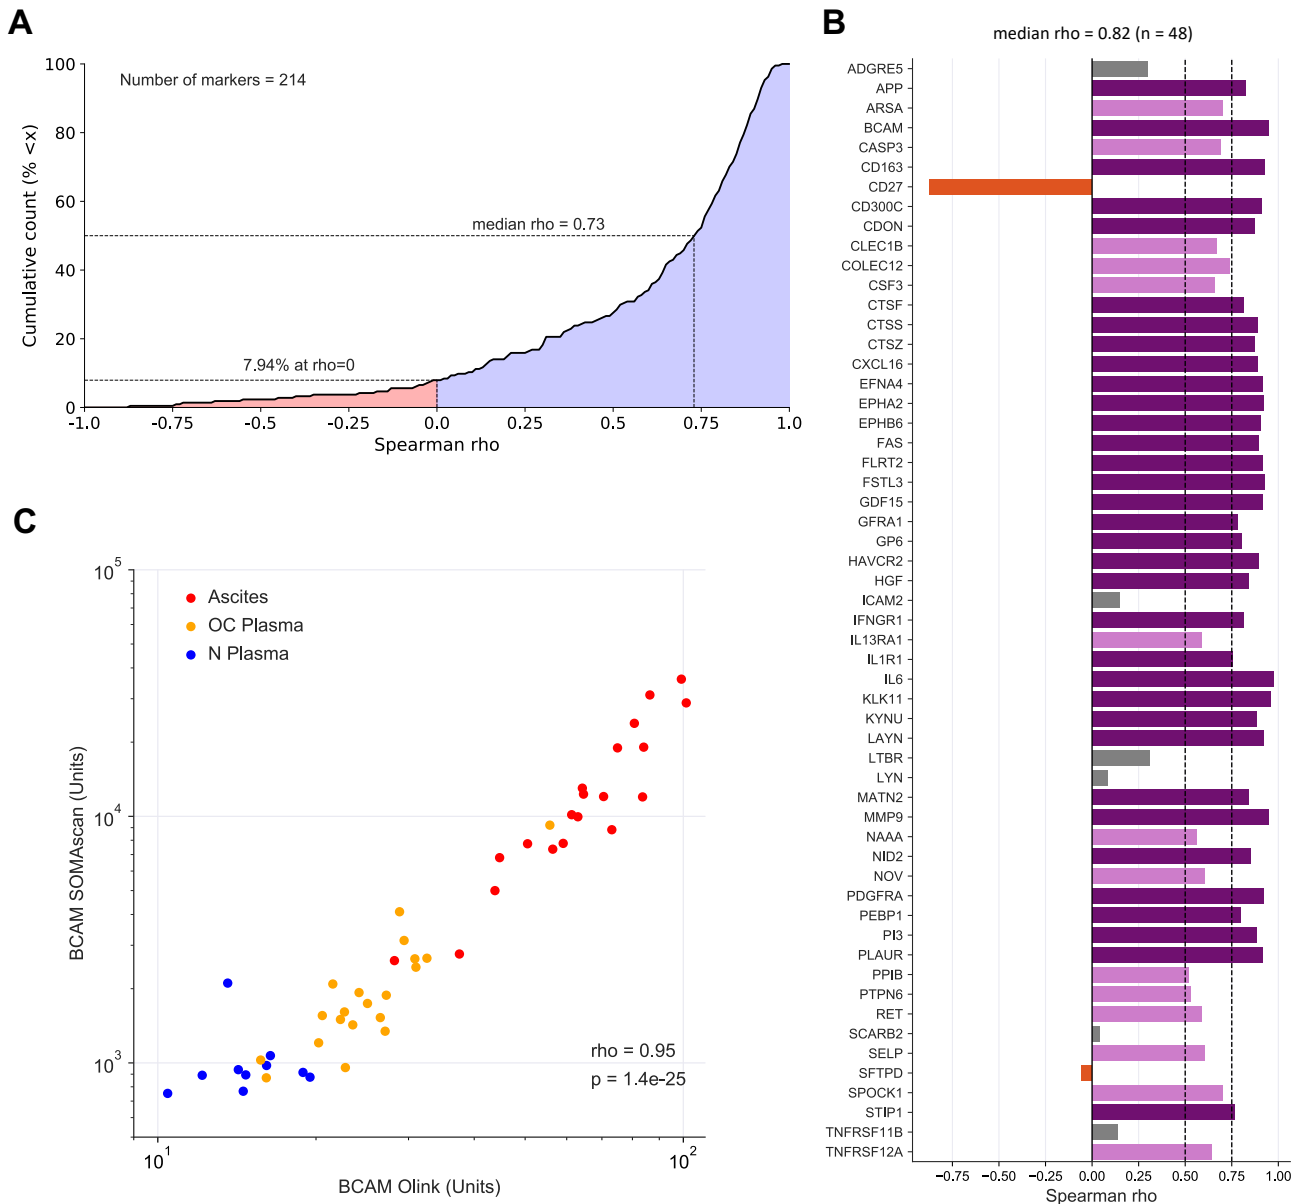 A
Number of markers = 214
median rho = 0.73
7.94% at rho=0
Cumulative count (% <x)
100
80
60
40
20
0
-1.0
-0.75
-0.5
-0.25
0.0
0.25
0.50
0.75
1.0
Spearman rho
B
median rho = 0.82 (n = 48)
ADGRE5
APP
ARSA
BCAM
CASP3
CD163
CD27
CD300C
CDON
CLEC1B
COLEC12
CSF3
CTSF
CTSS
CTSZ
CXCL16
EFNA4
EPHA2
EPHB6
FAS
FLRT2
FSTL3
GDF15
GFRA1
GP6
HAVCR2
HGF
ICAM2
IFNGR1
IL13RA1
IL1R1
IL6
KLK11
KYNU
LAYN
LTBR
LYN
MATN2
MMP9
NAAA
NID2
NOV
PDGFRA
PEBP1
PI3
PLAUR
PPIB
PTPN6
RET
SCARB2
SELP
SFTPD
SPOCK1
STIP1
TNFRSF11B
TNFRSF12A
−0.75
−0.50
−0.25
0.00
0.25
0.50
0.75
1.00
Spearman rho
C
Ascites
OC Plasma
N Plasma
BCAM SOMAscan (Units)
10^5
10^4
10^3
rho = 0.95
p = 1.4e-25
10^1
10^2
BCAM Olink (Units)